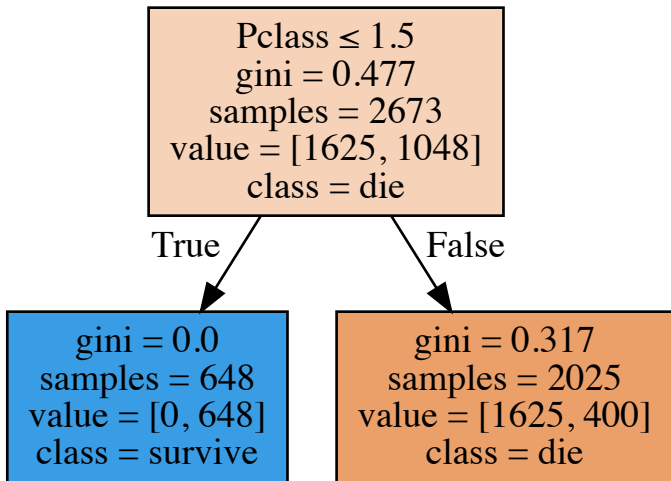 Pclass ≤ 1.5
gini = 0.477
samples = 2673
value = [1625, 1048]
class = die
True
False
gini = 0.0
samples = 648
value = [0, 648]
class = survive
gini = 0.317
samples = 2025
value = [1625, 400]
class = die